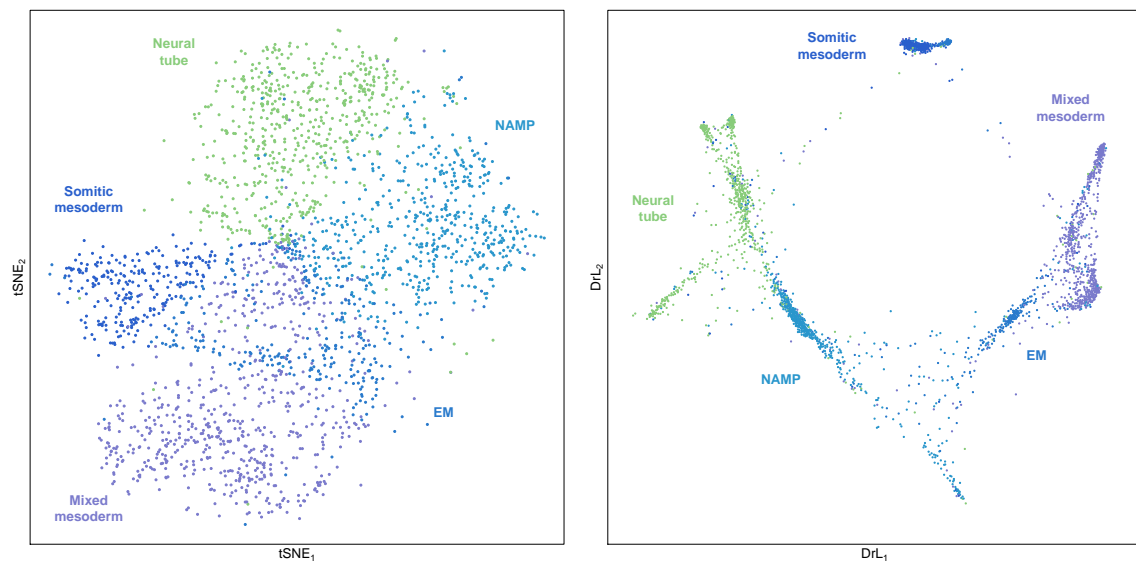 Neural
tube
NAMP
Somitic
mesoderm
EM
Mixed
mesoderm
tSNE2
tSNE1
Somitic
mesoderm
Mixed
mesoderm
Neural
tube
NAMP
EM
DrL2
DrL1